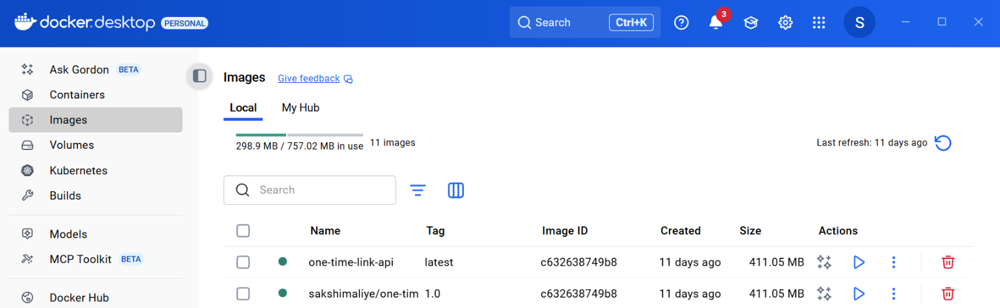 docker.desktop PERSONAL Search Ctrl+K 3 S
Ask Gordon BETA
Containers
Images
Volumes
Kubernetes
Builds
Models
MCP Toolkit BETA
Docker Hub
Images Give feedback
Local My Hub
298.9 MB / 757.02 MB in use 11 images Last refresh: 11 days ago
Search
Name Tag Image ID Created Size Actions
one-time-link-api latest c632638749b8 11 days ago 411.05 MB
sakshimaliye/one-tim 1.0 c632638749b8 11 days ago 411.05 MB